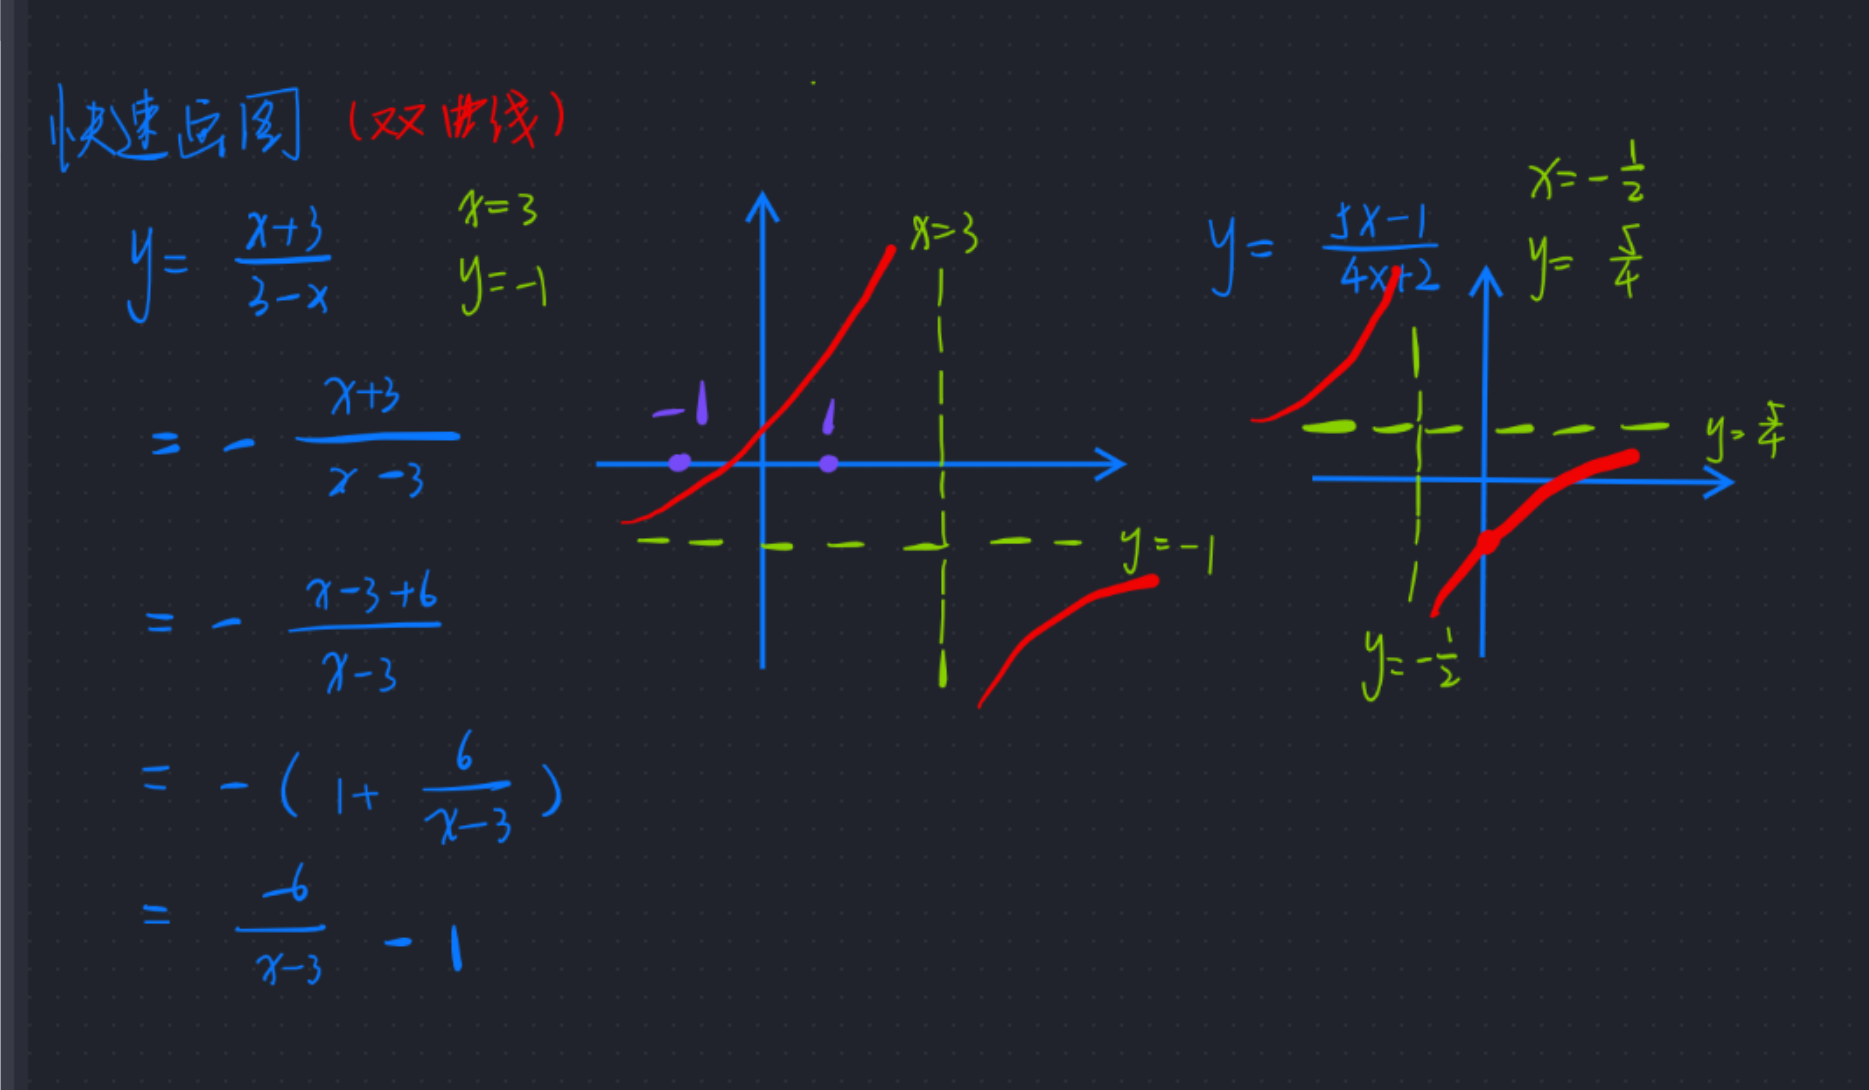 快速画图 (双曲线)
y = \frac{x+3}{3-x}
x=3
y=-1
= - \frac{x+3}{x-3}
= - \frac{x-3+6}{x-3}
= - ( 1+ \frac{6}{x-3} )
= \frac{-6}{x-3} - 1
x=3
-1
1
y=-1
y= \frac{5x-1}{4x+2}
x=-\frac{1}{2}
y= \frac{5}{4}
y=\frac{5}{4}
y=-\frac{1}{2}